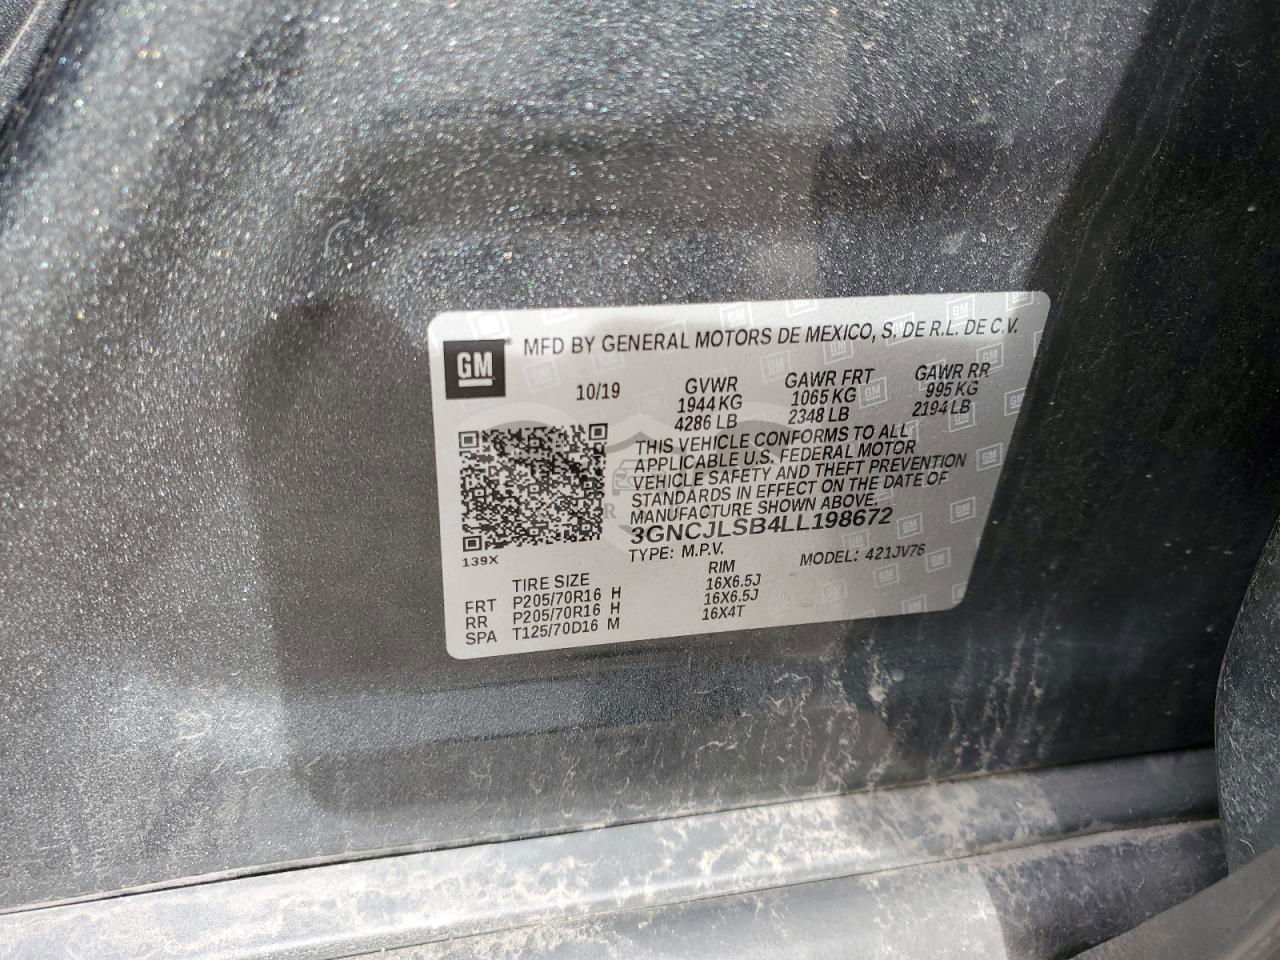 GM MFD BY GENERAL MOTORS DE MEXICO, S. DE R.L. DE C.V.
10/19 GVWR GAWR FRT GAWR RR
1944 KG 1065 KG 995 KG
4286 LB 2348 LB 2194 LB
THIS VEHICLE CONFORMS TO ALL
APPLICABLE U.S. FEDERAL MOTOR
VEHICLE SAFETY AND THEFT PREVENTION
STANDARDS IN EFFECT ON THE DATE OF
MANUFACTURE SHOWN ABOVE.
3GNCJLSB4LL198672
139X
TYPE: M.P.V. MODEL: 421JV76
TIRE SIZE RIM
FRT P205/70R16 H 16X6.5J
RR P205/70R16 H 16X6.5J
SPA T125/70D16 M 16X4T